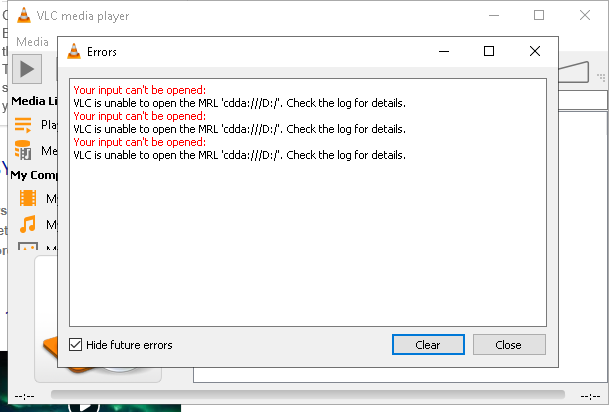 VLC media player
Media
Errors
Your input can't be opened:
VLC is unable to open the MRL 'cdda:///D:/'. Check the log for details.
Your input can't be opened:
VLC is unable to open the MRL 'cdda:///D:/'. Check the log for details.
Your input can't be opened:
VLC is unable to open the MRL 'cdda:///D:/'. Check the log for details.
Media Li
Pla
Me
My Comp
My
My
Hide future errors
Clear
Close
--:--
--:--